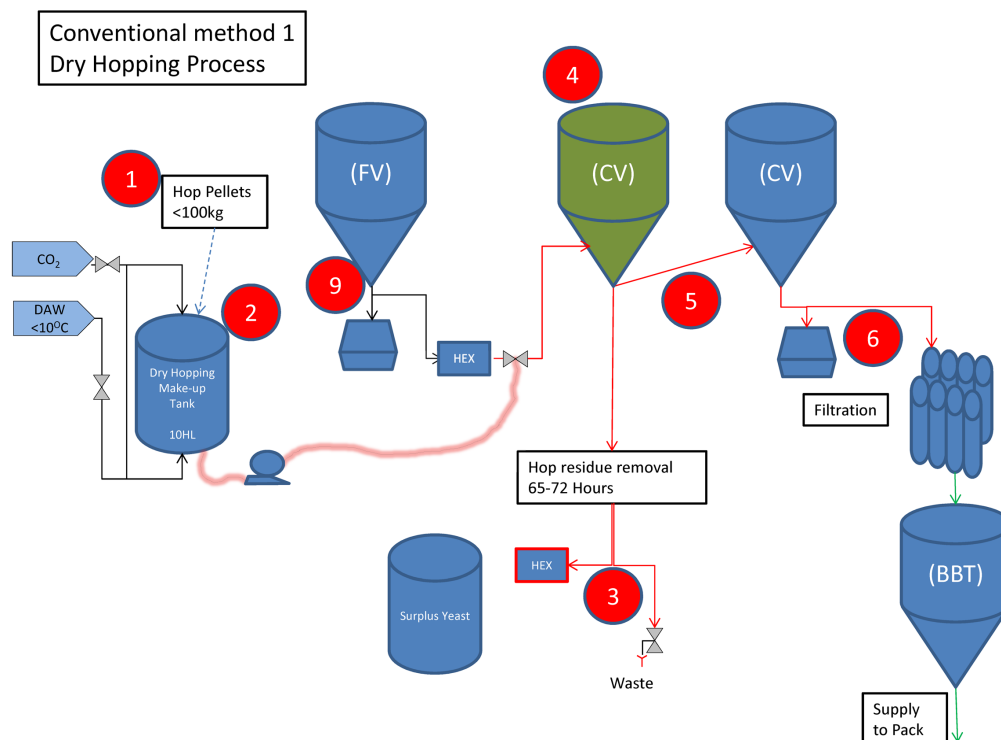 Conventional method 1
Dry Hopping Process
4
(FV)
(CV)
(CV)
1
Hop Pellets
<100kg
CO₂
9
2
5
DAW
<10⁰C
6
HEX
Dry Hopping
Make-up
Tank
10HL
Filtration
Hop residue removal
65-72 Hours
HEX
3
(BBT)
Surplus Yeast
Waste
Supply
to Pack